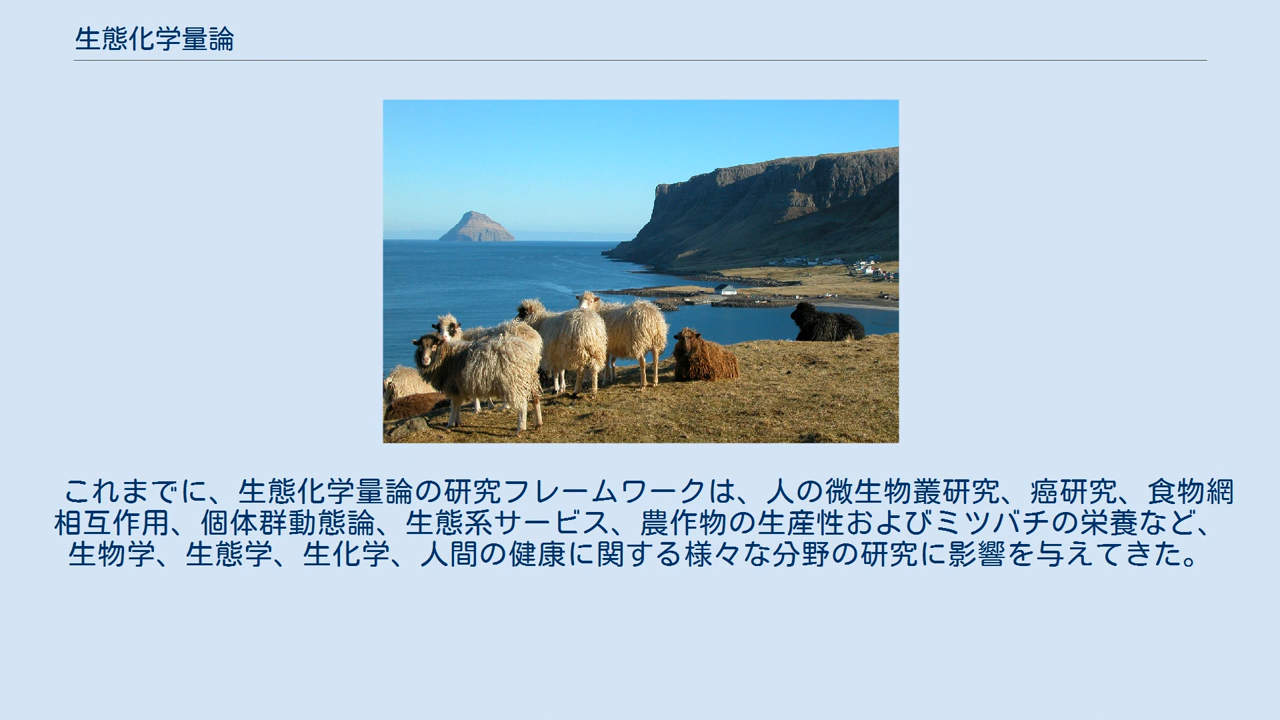 生態化学量論
これまでに、生態化学量論の研究フレームワークは、人の微生物叢研究、癌研究、食物網
相互作用、個体群動態論、生態系サービス、農作物の生産性およびミツバチの栄養など、
生物学、生態学、生化学、人間の健康に関する様々な分野の研究に影響を与えてきた。